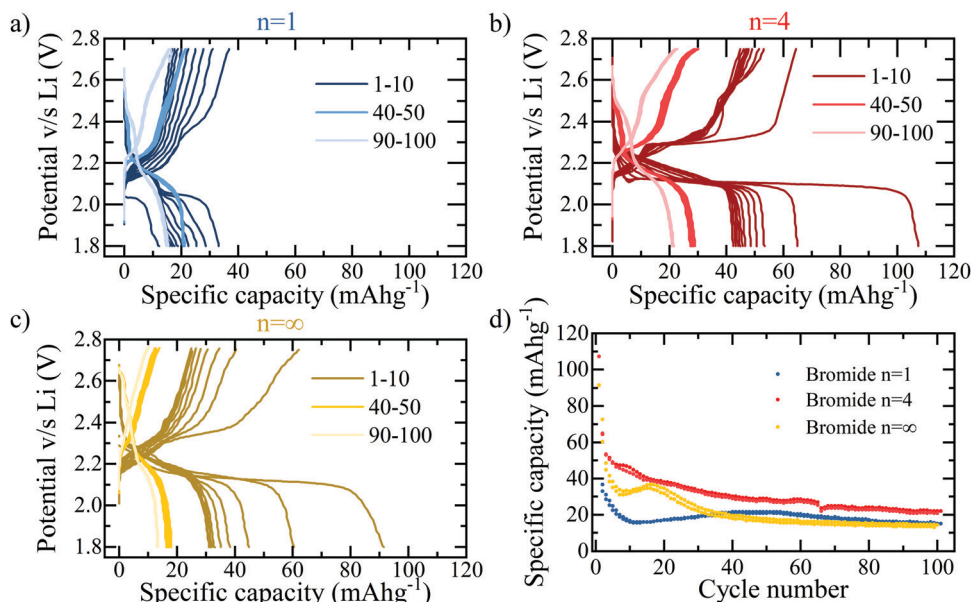 a)
n=1
2.8
2.6
2.4
2.2
2.0
1.8
Potential v/s Li (V)
1-10
40-50
90-100
0 20 40 60 80 100 120
Specific capacity (mAhg⁻¹)
b)
n=4
2.8
2.6
2.4
2.2
2.0
1.8
Potential v/s Li (V)
1-10
40-50
90-100
0 20 40 60 80 100 120
Specific capacity (mAhg⁻¹)
c)
n=∞
2.8
2.6
2.4
2.2
2.0
1.8
Potential v/s Li (V)
1-10
40-50
90-100
0 20 40 60 80 100 120
Specific capacity (mAhg⁻¹)
d)
120
100
80
60
40
20
0
Specific capacity (mAhg⁻¹)
Bromide n=1
Bromide n=4
Bromide n=∞
0 20 40 60 80 100
Cycle number